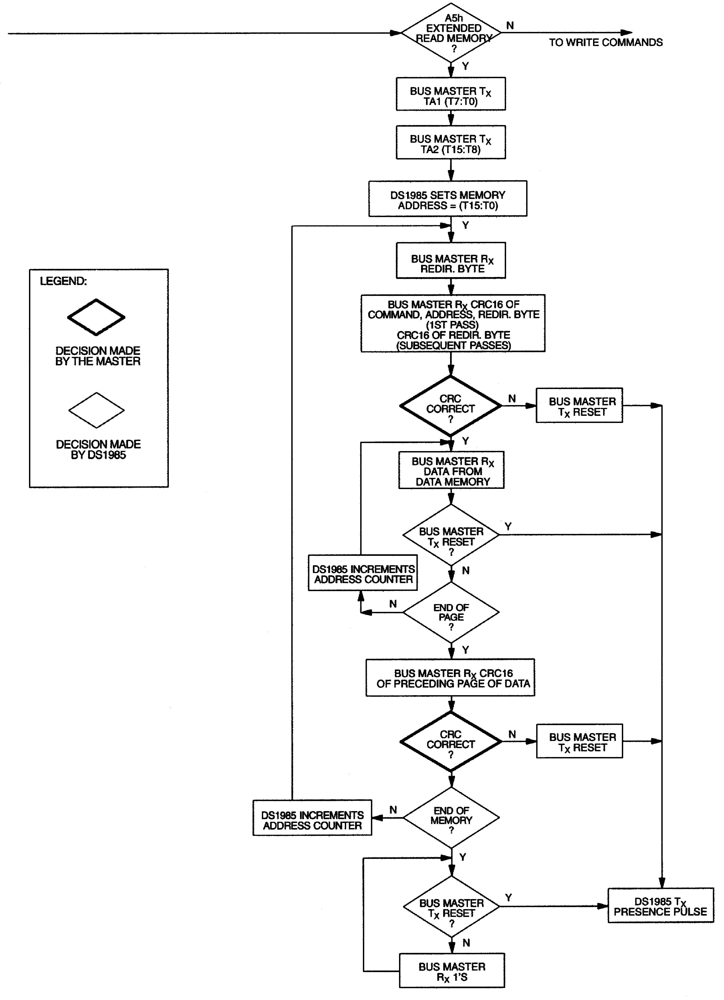 A5h
EXTENDED
READ MEMORY
?
N
TO WRITE COMMANDS
Y
BUS MASTER TX
TA1 (T7:T0)
BUS MASTER TX
TA2 (T15:T8)
DS1985 SETS MEMORY
ADDRESS = (T15:T0)
Y
BUS MASTER RX
REDIR. BYTE
LEGEND:
DECISION MADE
BY THE MASTER
DECISION MADE
BY DS1985
BUS MASTER RX CRC16 OF
COMMAND, ADDRESS, REDIR. BYTE
(1ST PASS)
CRC16 OF REDIR. BYTE
(SUBSEQUENT PASSES)
CRC
CORRECT
?
N
BUS MASTER
TX RESET
Y
BUS MASTER RX
DATA FROM
DATA MEMORY
BUS MASTER
TX RESET
?
Y
N
DS1985 INCREMENTS
ADDRESS COUNTER
N
END OF
PAGE
?
Y
BUS MASTER RX CRC16
OF PRECEDING PAGE OF DATA
CRC
CORRECT
?
N
BUS MASTER
TX RESET
END OF
MEMORY
?
N
DS1985 INCREMENTS
ADDRESS COUNTER
Y
BUS MASTER
TX RESET
?
Y
DS1985 TX
PRESENCE PULSE
N
BUS MASTER
RX 1'S